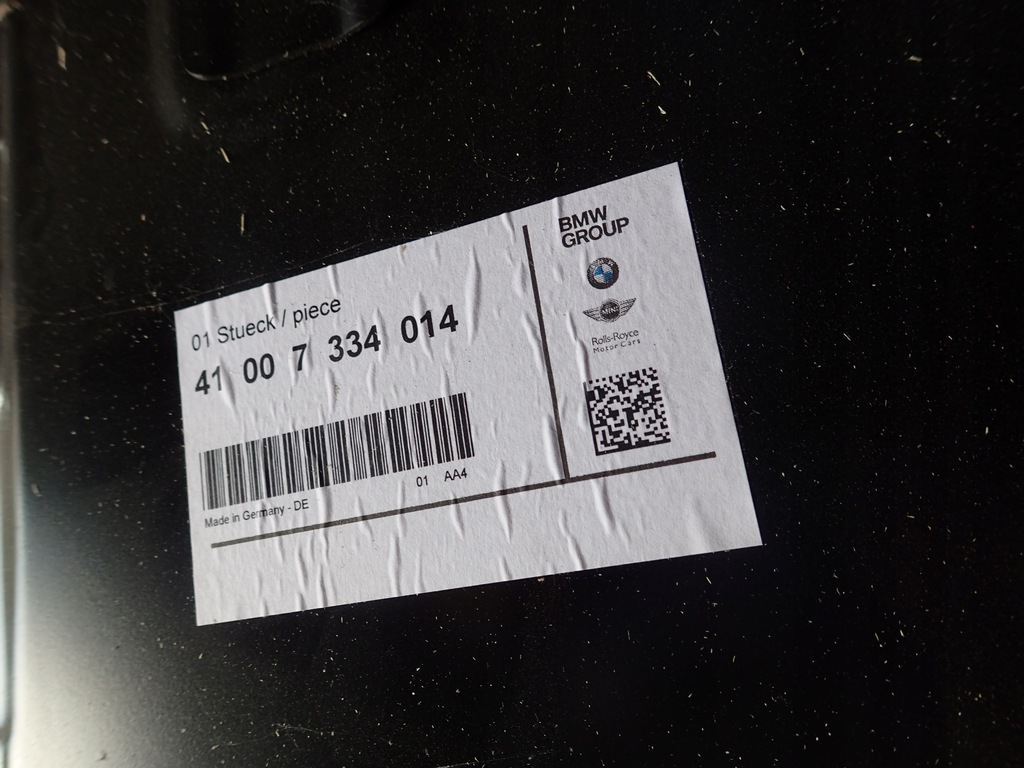 01 Stueck / piece
41 00 7 334 014
01 AA4
Made in Germany - DE
BMW
GROUP
MINI
Rolls-Royce
Motor Cars